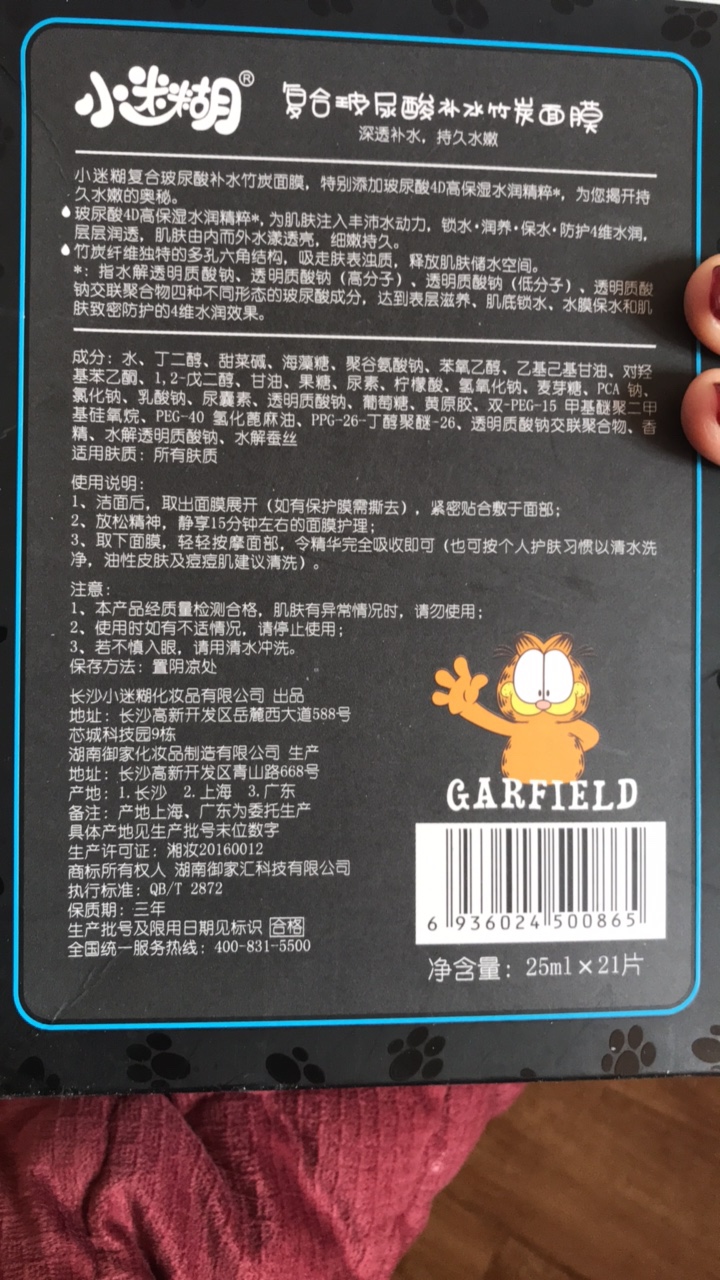 小迷糊®
复合玻尿酸补水竹炭面膜
深透补水，持久水嫩
小迷糊复合玻尿酸补水竹炭面膜，特别添加玻尿酸4D高保湿水润精粹*，为您揭开持
久水嫩的奥秘。
玻尿酸4D高保湿水润精粹*，为肌肤注入丰沛水动力，锁水·润养·保水·防护4维水润，
层层润透，肌肤由内而外水漾透亮，细嫩持久。
竹炭纤维独特的多孔六角结构，吸走肤表浊质，释放肌肤储水空间。
*：指水解透明质酸钠、透明质酸钠（高分子）、透明质酸钠（低分子）、透明质酸
钠交联聚合物四种不同形态的玻尿酸成分，达到表层滋养、肌底锁水、水膜保水和肌
肤致密防护的4维水润效果。
成分：水、丁二醇、甜菜碱、海藻糖、聚谷氨酸钠、苯氧乙醇、乙基己基甘油、对羟
基苯乙酮、1,2-戊二醇、甘油、果糖、尿素、柠檬酸、氢氧化钠、麦芽糖、PCA 钠、
氯化钠、乳酸钠、尿囊素、透明质酸钠、葡萄糖、黄原胶、双-PEG-15 甲基醚聚二甲
基硅氧烷、PEG-40 氢化蓖麻油、PPG-26-丁醇聚醚-26、透明质酸钠交联聚合物、香
精、水解透明质酸钠、水解蚕丝
适用肤质：所有肤质
使用说明：
1、洁面后，取出面膜展开（如有保护膜需撕去），紧密贴合敷于面部；
2、放松精神，静享15分钟左右的面膜护理；
3、取下面膜，轻轻按摩面部，令精华完全吸收即可（也可按个人护肤习惯以清水洗
净，油性皮肤及痘痘肌建议清洗）。
注意：
1、本产品经质量检测合格，肌肤有异常情况时，请勿使用；
2、使用时如有不适情况，请停止使用；
3、若不慎入眼，请用清水冲洗。
保存方法：置阴凉处
长沙小迷糊化妆品有限公司 出品
地址：长沙高新开发区岳麓西大道588号
芯城科技园9栋
湖南御家化妆品制造有限公司 生产
地址：长沙高新开发区青山路668号
产地：1.长沙 2.上海 3.广东
备注：产地上海、广东为委托生产
具体产地见生产批号末位数字
生产许可证：湘妆20160012
商标所有权人 湖南御家汇科技有限公司
执行标准：QB/T 2872
保质期：三年
生产批号及限用日期见标识 合格
全国统一服务热线：400-831-5500
GARFIELD
6 936024 500865
净含量：25ml×21片